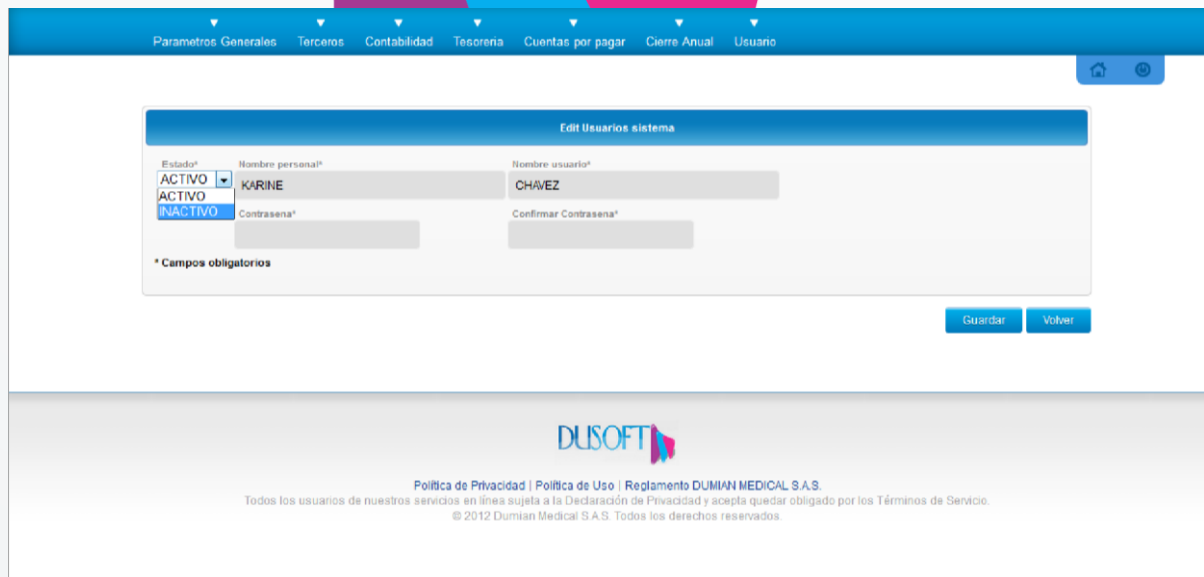 Parametros Generales Terceros Contabilidad Tesoreria Cuentas por pagar Cierre Anual Usuario
Edit Usuarios sistema
Estado* Nombre personal* Nombre usuario*
ACTIVO KARINE CHAVEZ
ACTIVO
INACTIVO Contrasena* Confirmar Contrasena*
* Campos obligatorios
Guardar Volver
DUSOFT
Política de Privacidad | Política de Uso | Reglamento DUMIAN MEDICAL S.A.S.
Todos los usuarios de nuestros servicios en línea sujeta a la Declaración de Privacidad y acepta quedar obligado por los Términos de Servicio.
© 2012 Dumian Medical S.A.S. Todos los derechos reservados.